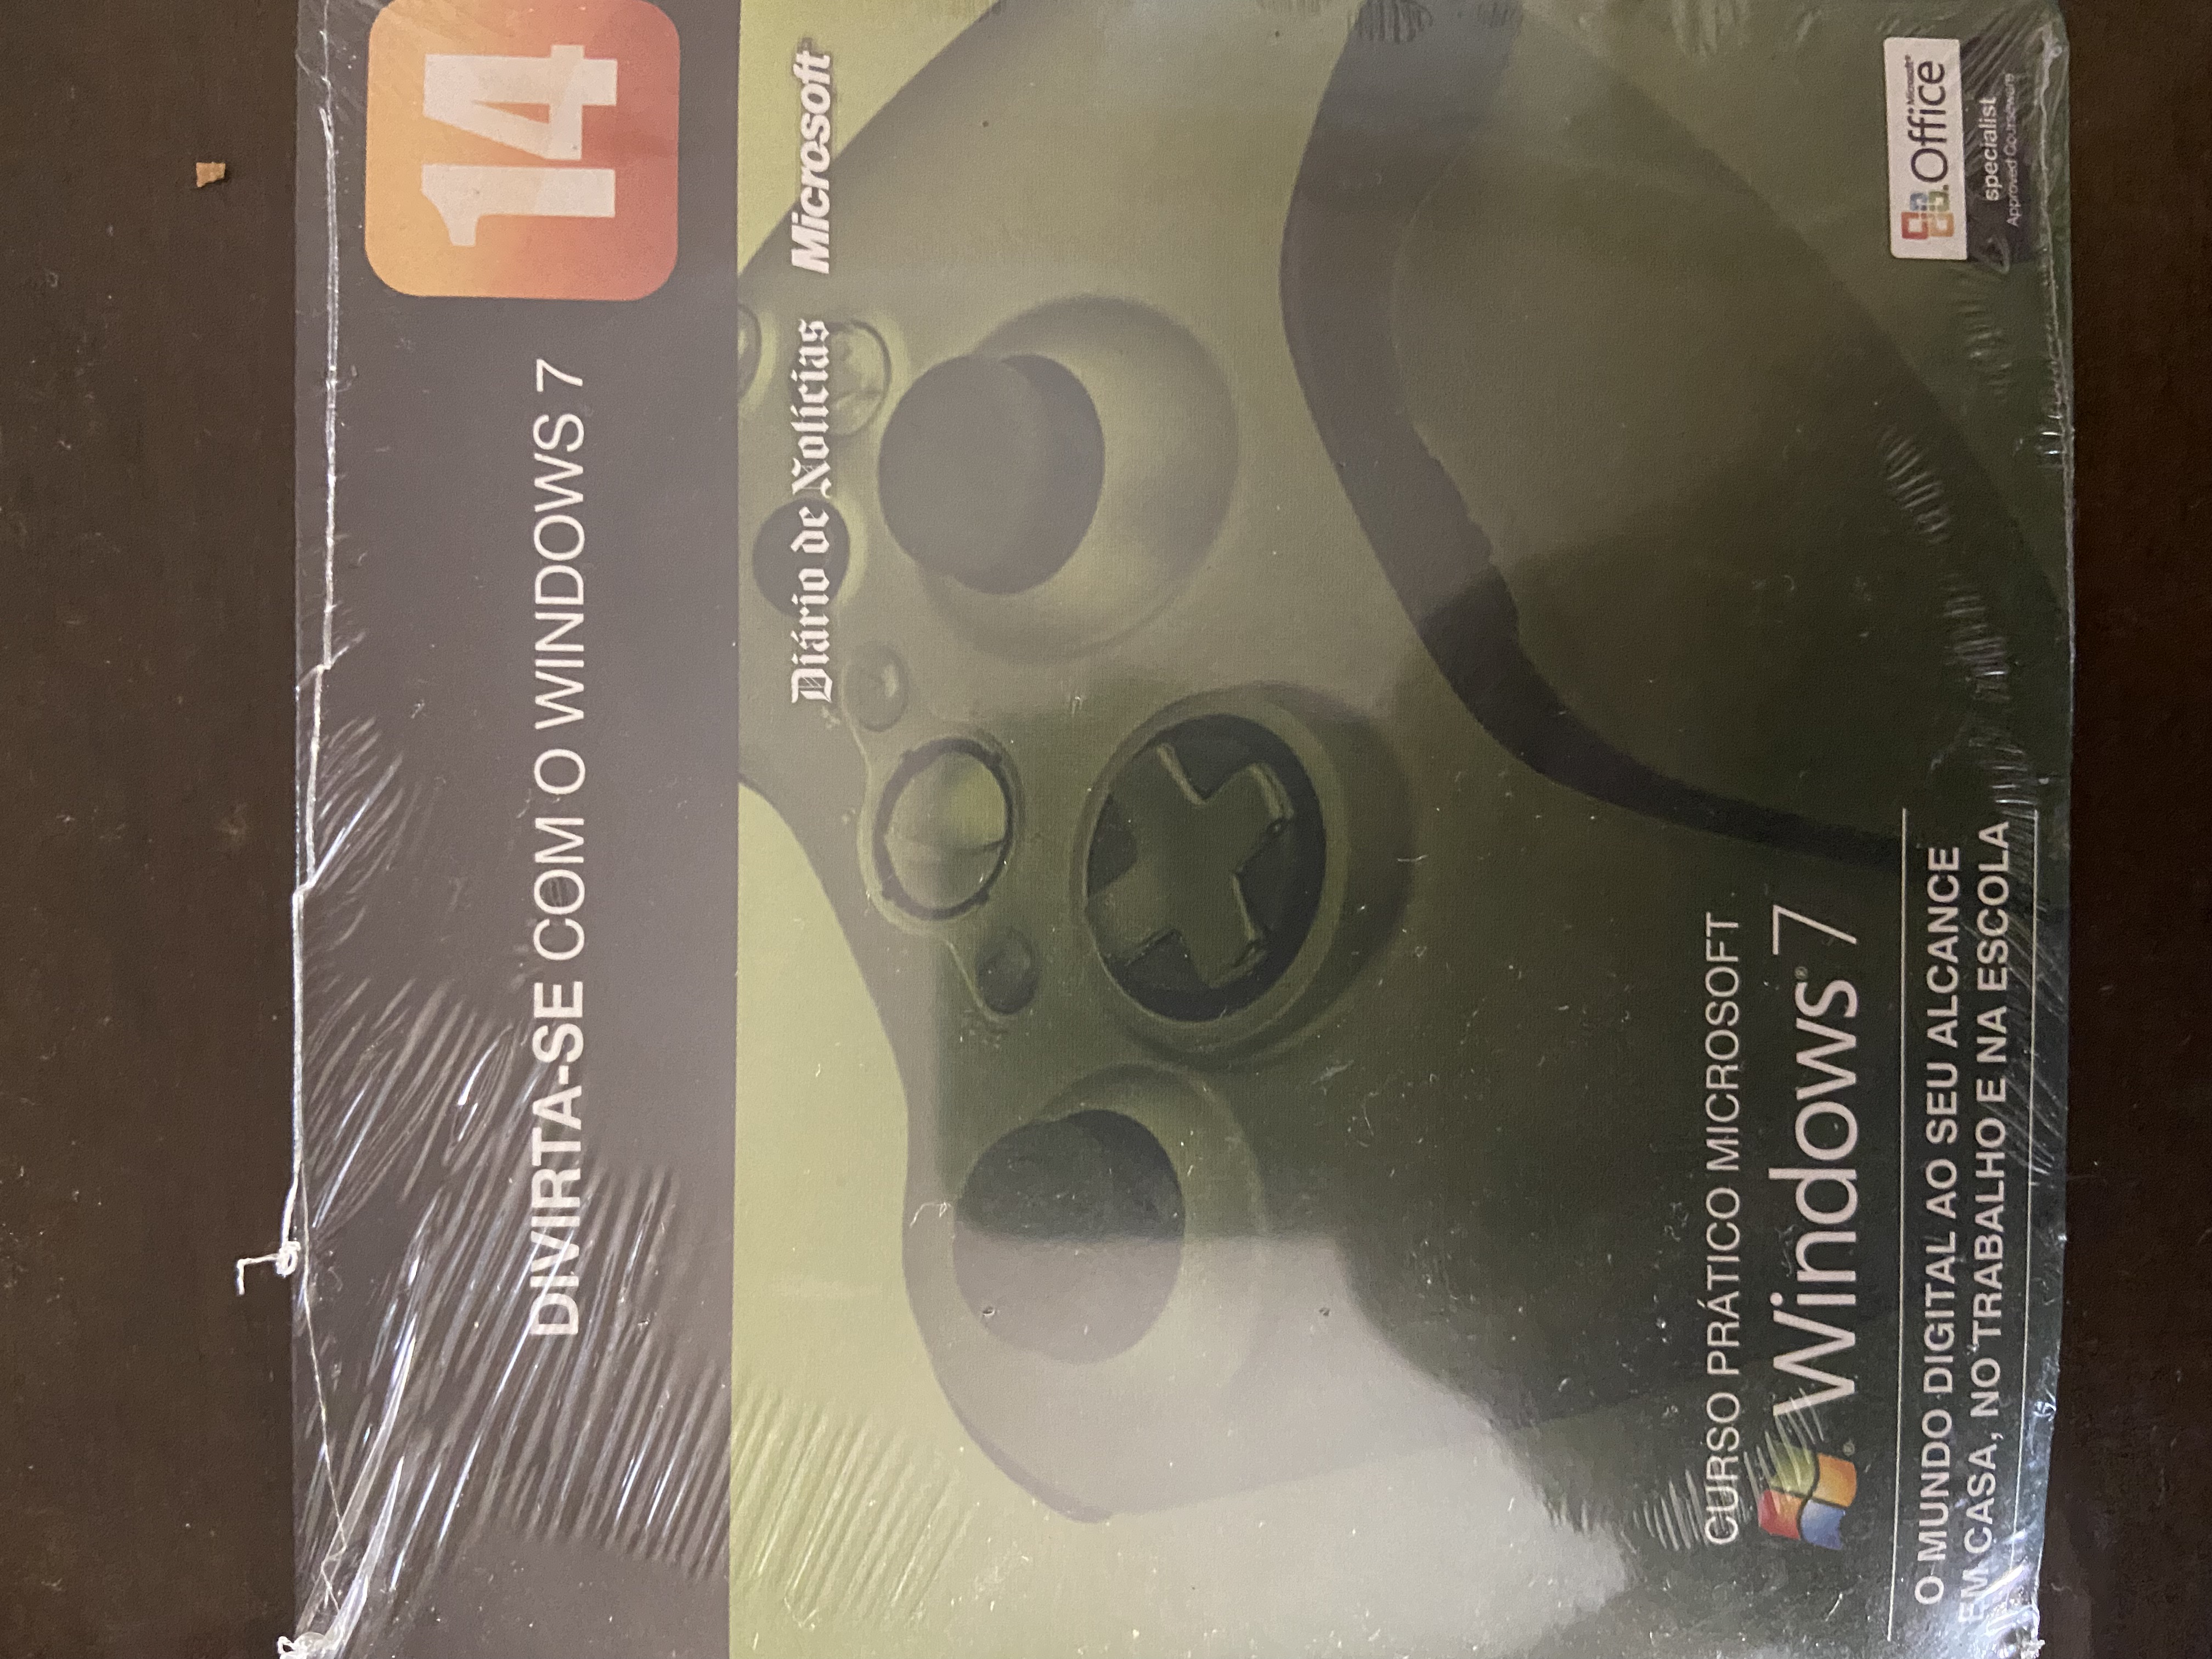 14
DIVIRTA-SE COM O WINDOWS 7
Diário de Notícias Microsoft
CURSO PRÁTICO MICROSOFT
Windows® 7
O MUNDO DIGITAL AO SEU ALCANCE
EM CASA, NO TRABALHO E NA ESCOLA
Microsoft®
Office
specialist
Approved Courseware